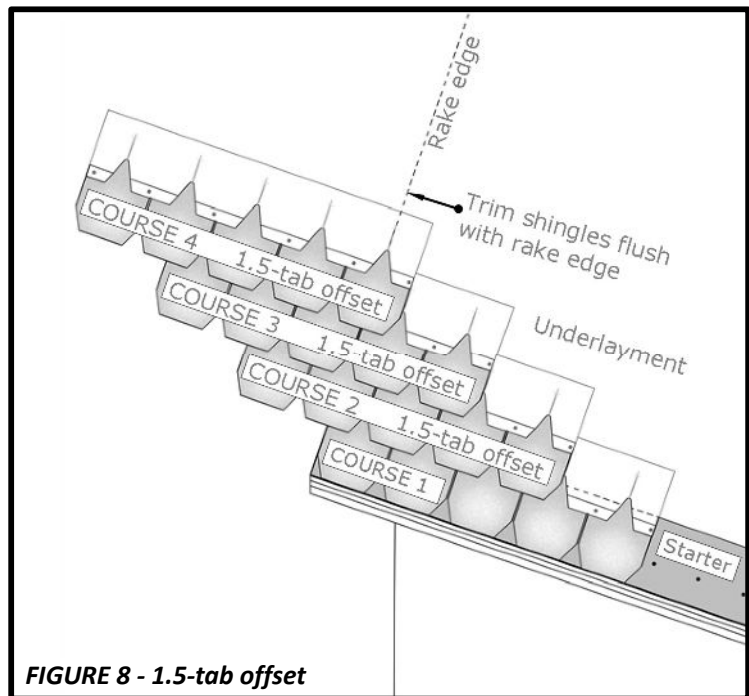 Rake edge
Trim shingles flush
with rake edge
COURSE 4 1.5-tab offset
Underlayment
COURSE 3 1.5-tab offset
COURSE 2 1.5-tab offset
COURSE 1
Starter
FIGURE 8 - 1.5-tab offset